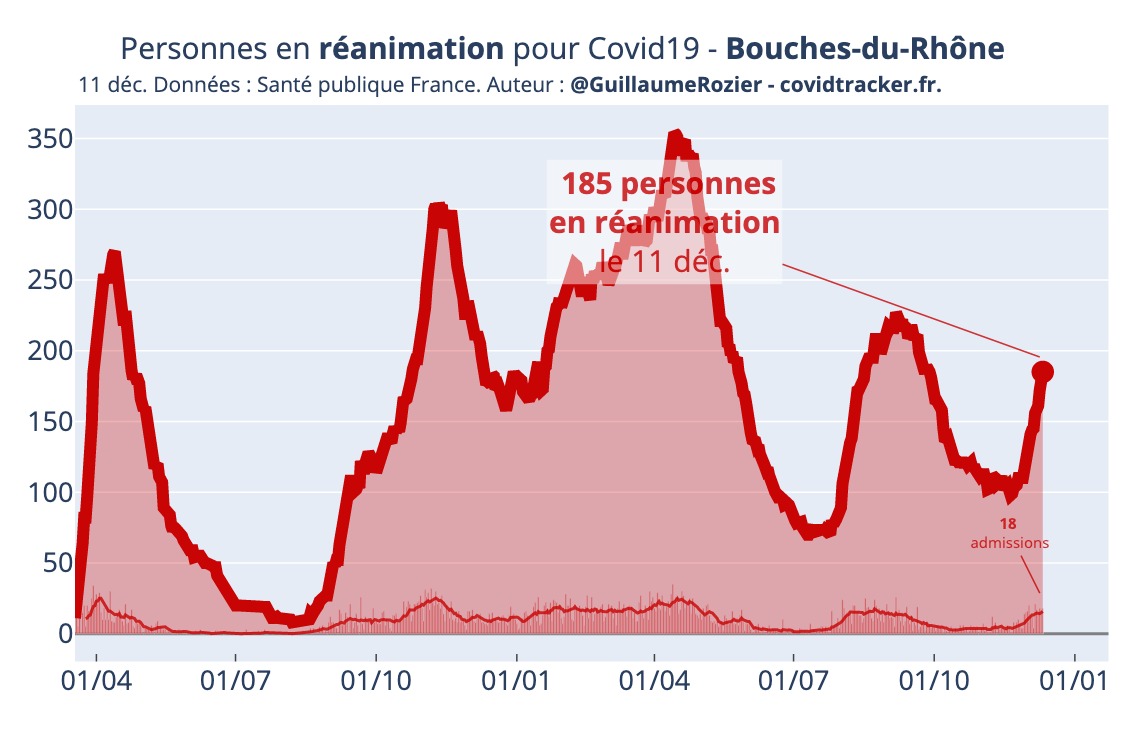 Personnes en réanimation pour Covid19 - Bouches-du-Rhône
11 déc. Données : Santé publique France. Auteur : @GuillaumeRozier - covidtracker.fr.
350
300
250
200
150
100
50
0
185 personnes
en réanimation
le 11 déc.
18
admissions
01/04
01/07
01/10
01/01
01/04
01/07
01/10
01/01